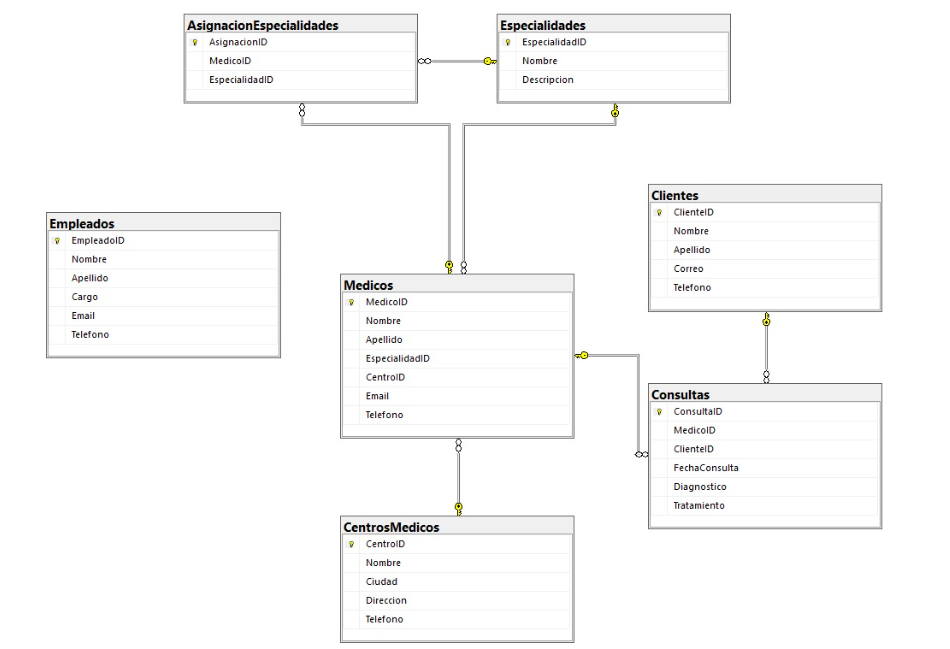 AsignacionEspecialidades
AsignacionID
MedicoID
EspecialidadID
Especialidades
EspecialidadID
Nombre
Descripcion
Clientes
ClienteID
Nombre
Apellido
Correo
Telefono
Empleados
EmpleadoID
Nombre
Apellido
Cargo
Email
Telefono
Medicos
MedicoID
Nombre
Apellido
EspecialidadID
CentroID
Email
Telefono
Consultas
ConsultaID
MedicoID
ClienteID
FechaConsulta
Diagnostico
Tratamiento
CentrosMedicos
CentroID
Nombre
Ciudad
Direccion
Telefono